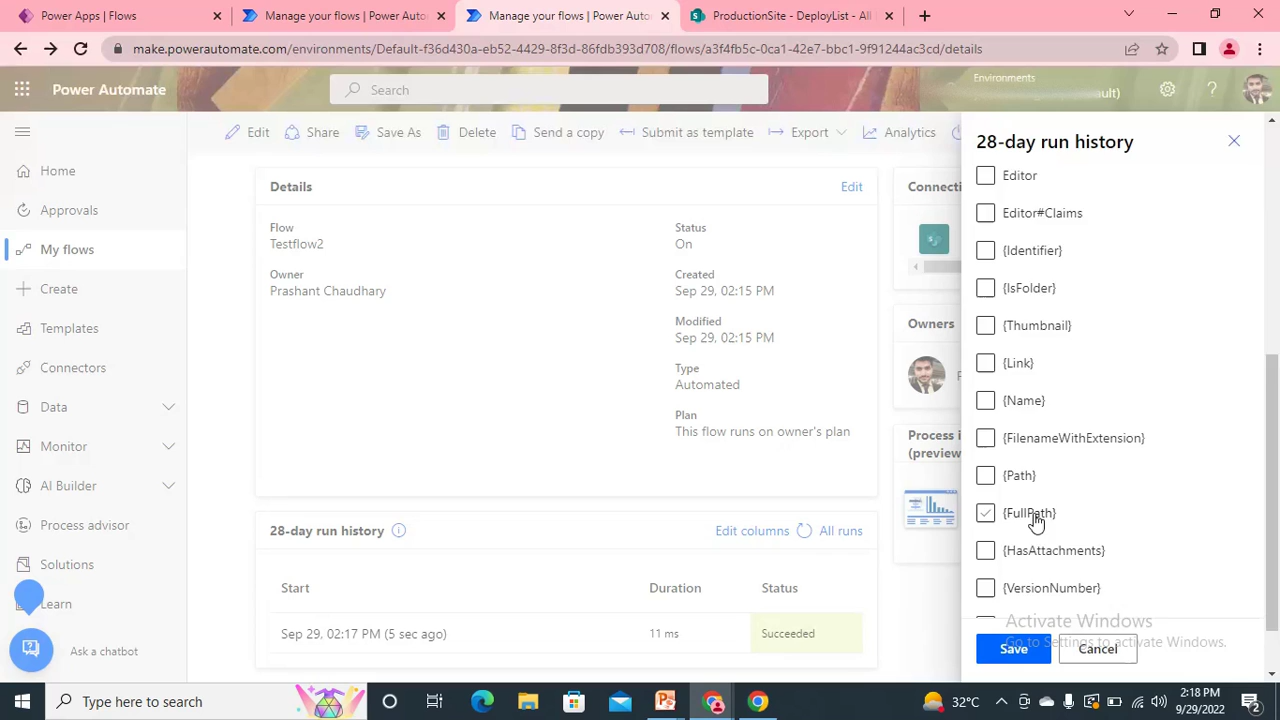 Power Apps | Flows
Manage your flows | Power Auto
Manage your flows | Power Auto
ProductionSite - DeployList - All
make.powerautomate.com/environments/Default-f36d430a-eb52-4429-8f3d-86fdb393d708/flows/a3f4fb5c-0ca1-42e7-bbc1-9f91244ac3cd/details
Power Automate
Search
Environments
ult)
Edit
Share
Save As
Delete
Send a copy
Submit as template
Export
Analytics
Home
Approvals
My flows
Create
Templates
Connectors
Data
Monitor
AI Builder
Process advisor
Solutions
Learn
Ask a chatbot
Details
Edit
Flow
Testflow2
Owner
Prashant Chaudhary
Status
On
Created
Sep 29, 02:15 PM
Modified
Sep 29, 02:15 PM
Type
Automated
Plan
This flow runs on owner's plan
28-day run history
Edit columns
All runs
Start
Duration
Status
Sep 29, 02:17 PM (5 sec ago)
11 ms
Succeeded
Connecti
Owners
P
Process i
(preview
28-day run history
Editor
Editor#Claims
{Identifier}
{IsFolder}
{Thumbnail}
{Link}
{Name}
{FilenameWithExtension}
{Path}
{FullPath}
{HasAttachments}
{VersionNumber}
Activate Windows
Go to Settings to activate Windows.
Save
Cancel
Type here to search
32°C
2:18 PM
9/29/2022
2